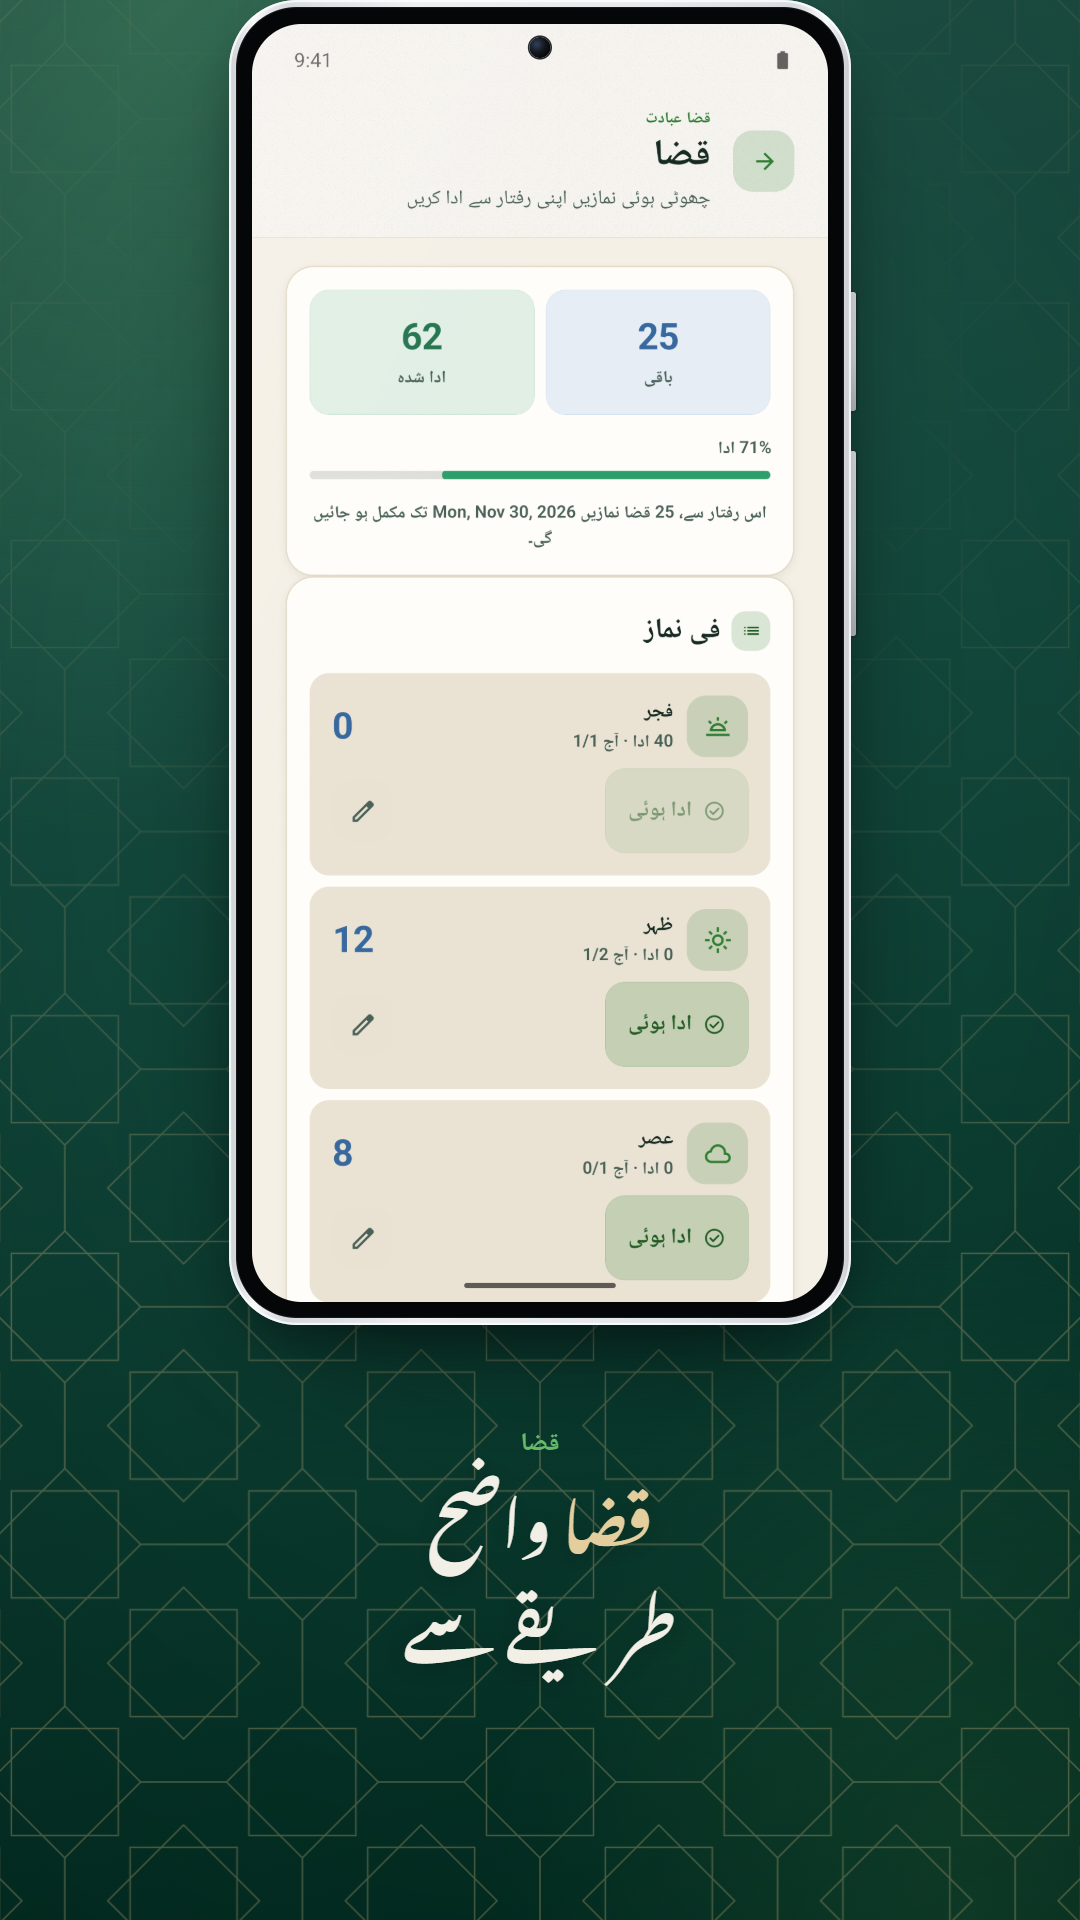 9:41
قضا عبادت
قضا
چھوٹی ہوئی نمازیں اپنی رفتار سے ادا کریں
25
باقی
62
ادا شدہ
71% ادا
اس رفتار سے، 25 قضا نمازیں Mon, Nov 30, 2026 تک مکمل ہو جائیں
گی۔
فی نماز
فجر
40 ادا · آج 1/1
0
ادا ہوئی
ظہر
0 ادا · آج 1/2
12
ادا ہوئی
عصر
0 ادا · آج 0/1
8
ادا ہوئی
قضا
قضا واضح
طریقے سے